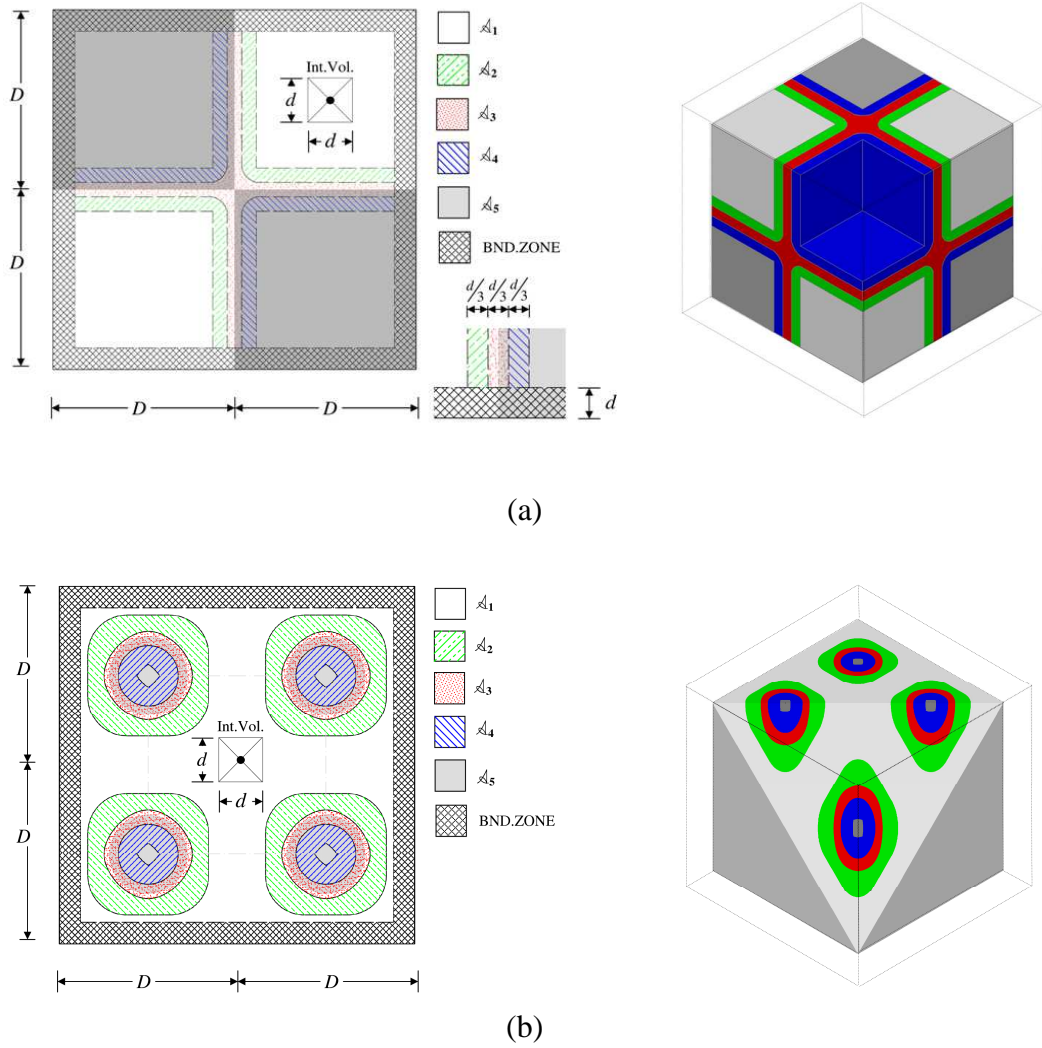 D
D
D
D
Int.Vol.
d
d
𝒜1
𝒜2
𝒜3
𝒜4
𝒜5
BND.ZONE
d/3 d/3 d/3
d
(a)
D
D
D
D
Int.Vol.
d
d
𝒜1
𝒜2
𝒜3
𝒜4
𝒜5
BND.ZONE
(b)